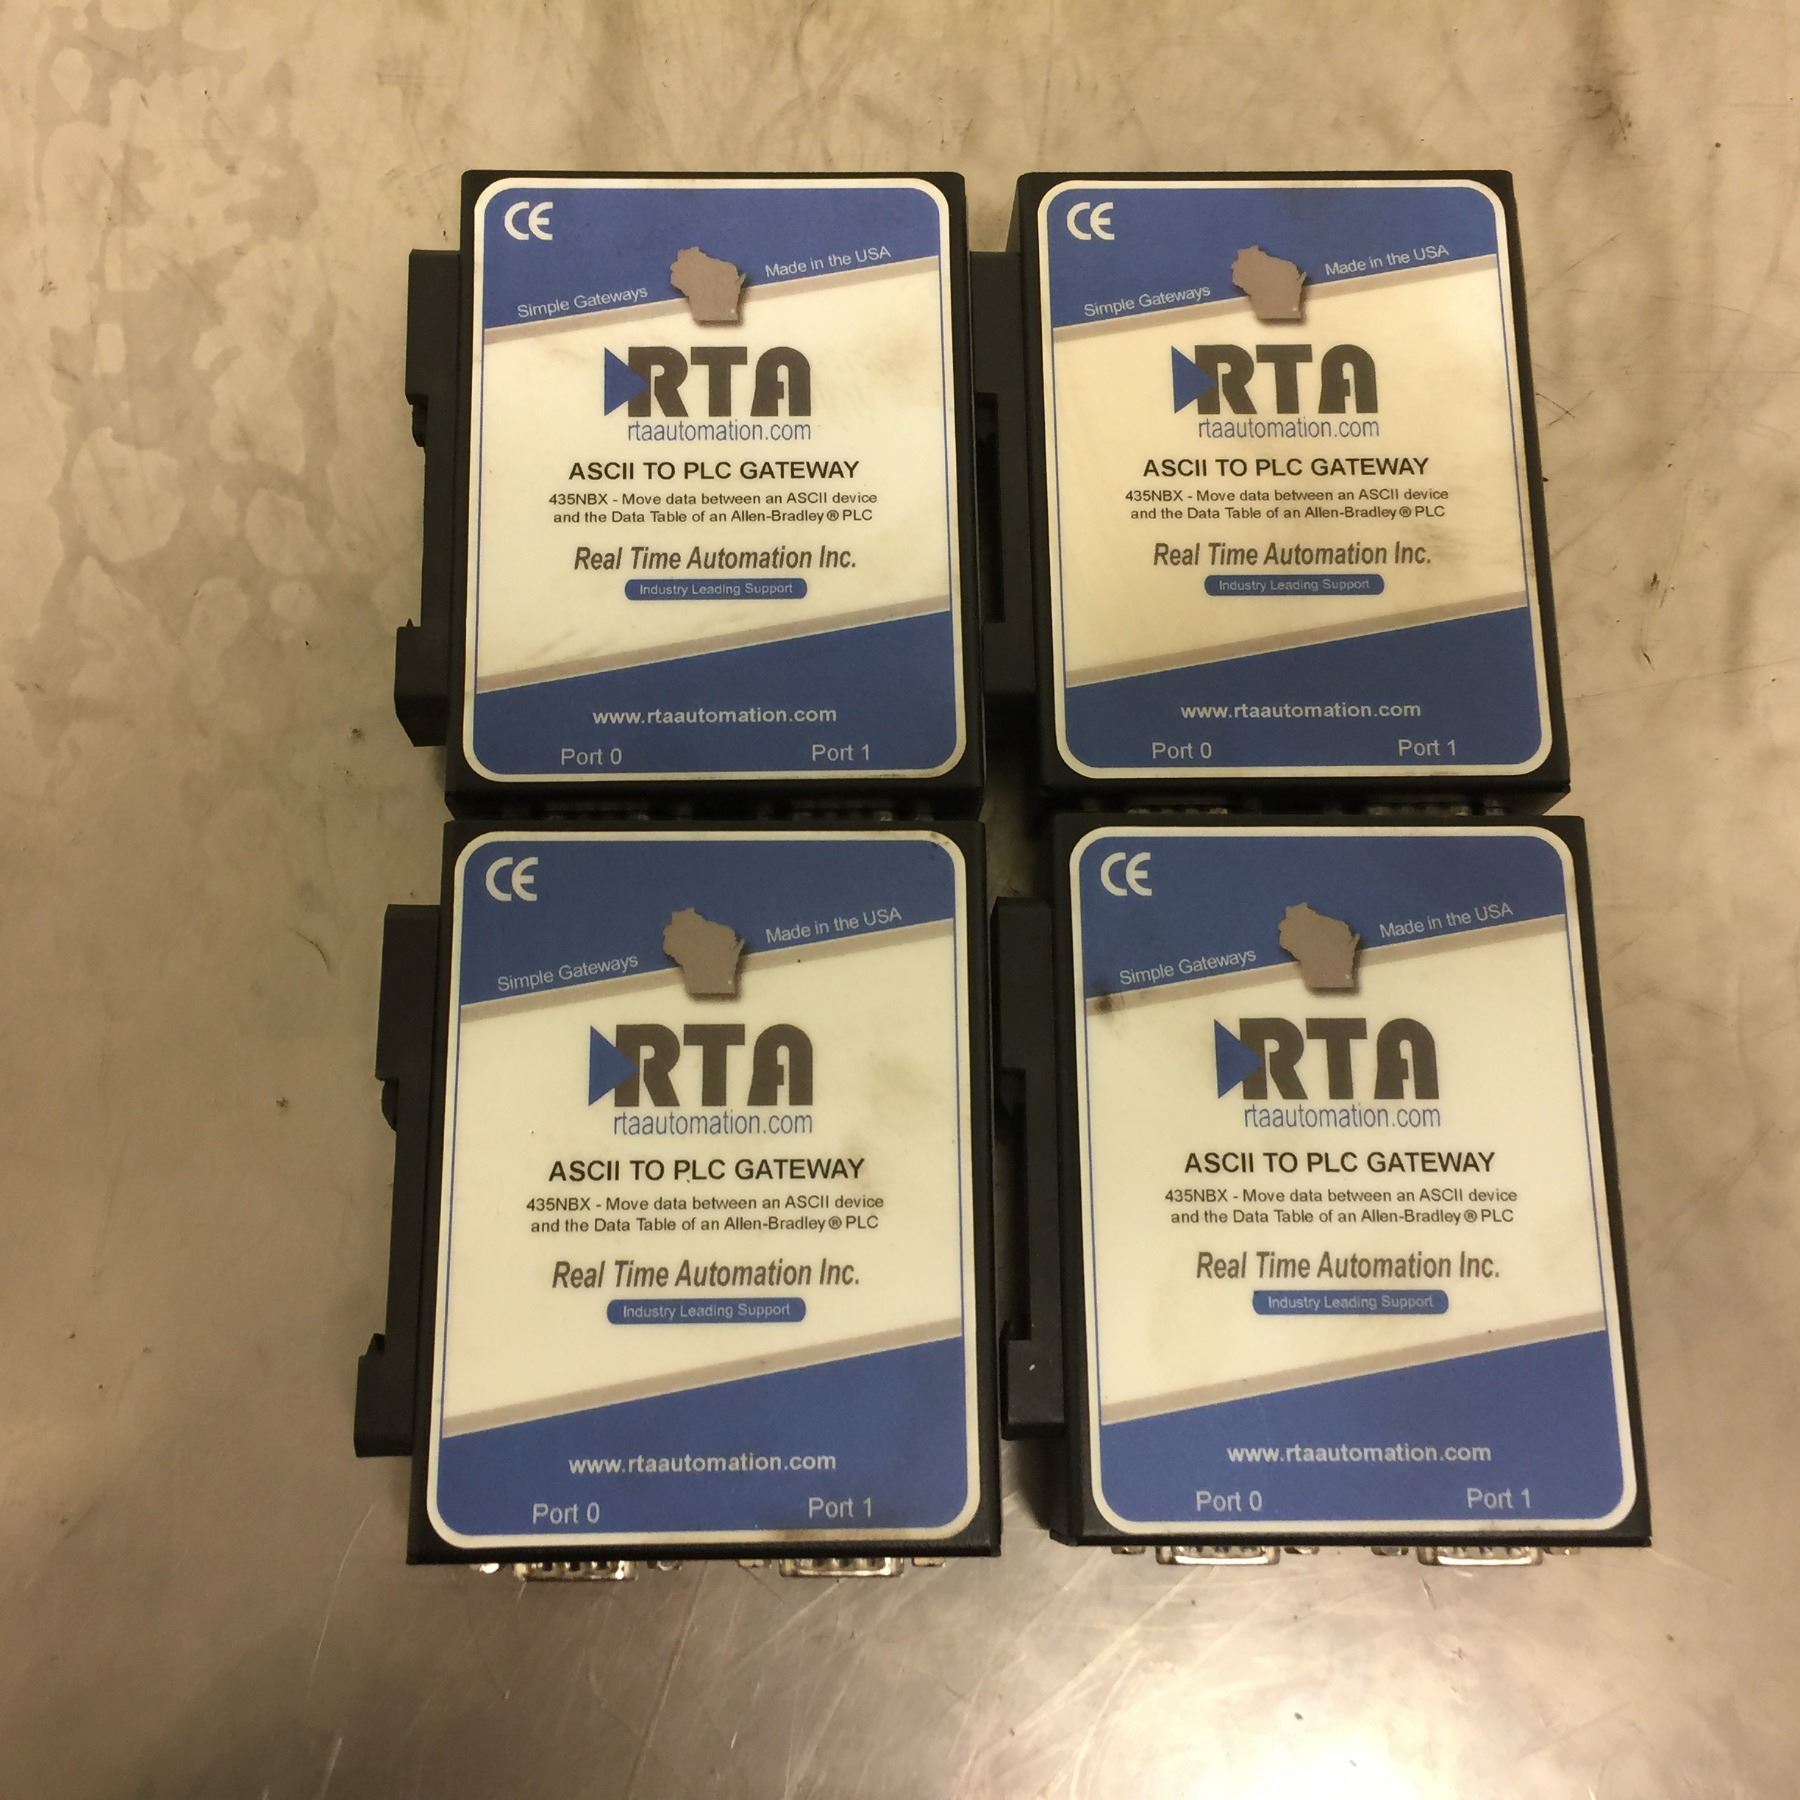 CE
Simple Gateways
Made in the USA
RTA
rtaautomation.com
ASCII TO PLC GATEWAY
435NBX - Move data between an ASCII device
and the Data Table of an Allen-Bradley® PLC
Real Time Automation Inc.
Industry Leading Support
www.rtaautomation.com
Port 0 Port 1
CE
Simple Gateways
Made in the USA
RTA
rtaautomation.com
ASCII TO PLC GATEWAY
435NBX - Move data between an ASCII device
and the Data Table of an Allen-Bradley® PLC
Real Time Automation Inc.
Industry Leading Support
www.rtaautomation.com
Port 0 Port 1
CE
Simple Gateways
Made in the USA
RTA
rtaautomation.com
ASCII TO PLC GATEWAY
435NBX - Move data between an ASCII device
and the Data Table of an Allen-Bradley® PLC
Real Time Automation Inc.
Industry Leading Support
www.rtaautomation.com
Port 0 Port 1
CE
Simple Gateways
Made in the USA
RTA
rtaautomation.com
ASCII TO PLC GATEWAY
435NBX - Move data between an ASCII device
and the Data Table of an Allen-Bradley® PLC
Real Time Automation Inc.
Industry Leading Support
www.rtaautomation.com
Port 0 Port 1